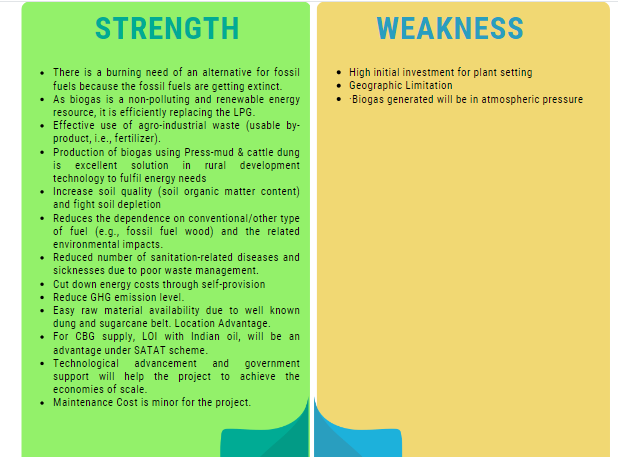 STRENGTH
• There is a burning need of an alternative for fossil
fuels because the fossil fuels are getting extinct.
• As biogas is a non-polluting and renewable energy
resource, it is efficiently replacing the LPG.
• Effective use of agro-industrial waste (usable by-
product, i.e., fertilizer).
• Production of biogas using Press-mud & cattle dung
is excellent solution in rural development
technology to fulfil energy needs
• Increase soil quality (soil organic matter content)
and fight soil depletion
• Reduces the dependence on conventional/other type
of fuel (e.g., fossil fuel wood) and the related
environmental impacts.
• Reduced number of sanitation-related diseases and
sicknesses due to poor waste management.
• Cut down energy costs through self-provision
• Reduce GHG emission level.
• Easy raw material availability due to well known
dung and sugarcane belt. Location Advantage.
• For CBG supply, LOI with Indian oil, will be an
advantage under SATAT scheme.
• Technological advancement and government
support will help the project to achieve the
economies of scale.
• Maintenance Cost is minor for the project.
WEAKNESS
• High initial investment for plant setting
• Geographic Limitation
• ·Biogas generated will be in atmospheric pressure